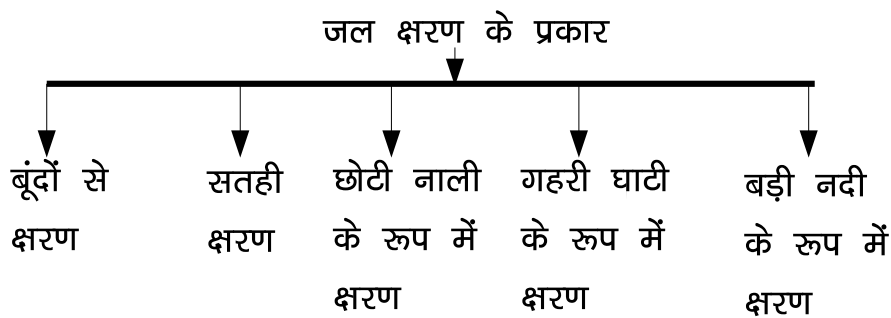 जल क्षरण के प्रकार
बूंदों से
क्षरण
सतही
क्षरण
छोटी नाली
के रूप में
क्षरण
गहरी घाटी
के रूप में
क्षरण
बड़ी नदी
के रूप में
क्षरण